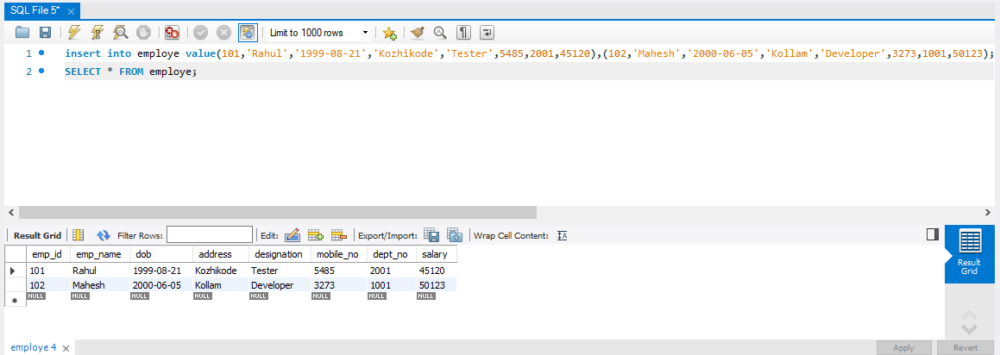 SQL File 5*
Limit to 1000 rows
1 insert into employe value(101,'Rahul','1999-08-21','Kozhikode','Tester',5485,2001,45120),(102,'Mahesh','2000-06-05','Kollam','Developer',3273,1001,50123);
2 SELECT * FROM employe;
Result Grid Filter Rows: Edit: Export/Import: Wrap Cell Content:
emp_id emp_name dob address designation mobile_no dept_no salary
101 Rahul 1999-08-21 Kozhikode Tester 5485 2001 45120
102 Mahesh 2000-06-05 Kollam Developer 3273 1001 50123
NULL NULL NULL NULL NULL NULL NULL NULL
Result
Grid
employe 4 Apply Revert